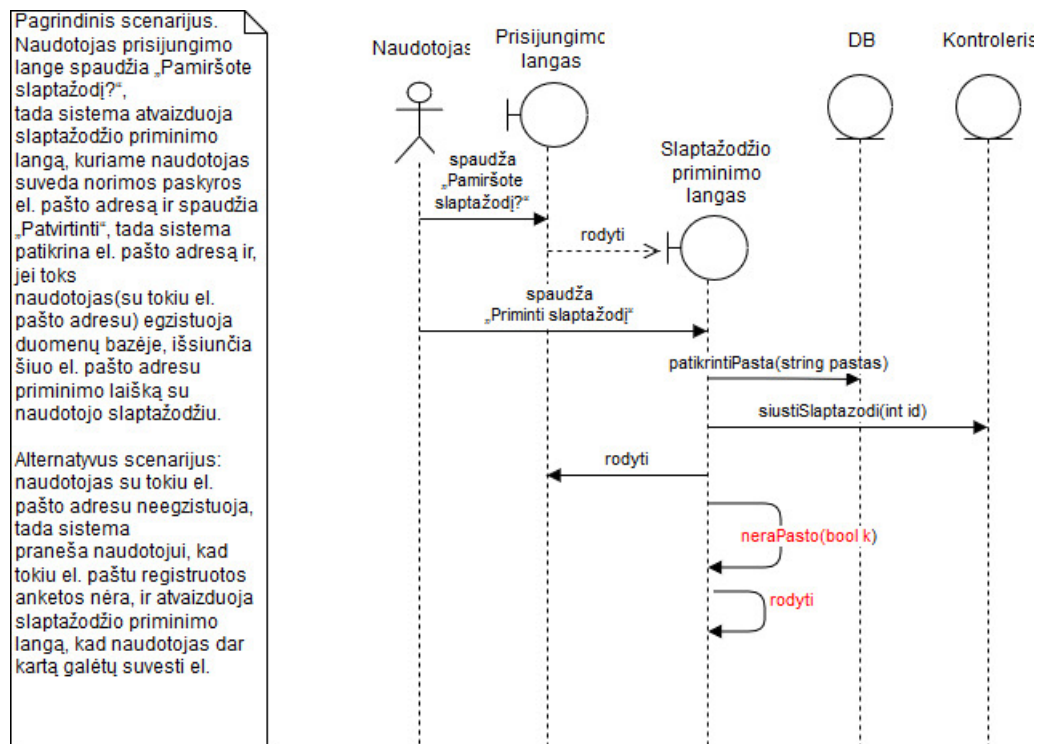 Pagrindinis scenarijus.
Naudotojas prisijungimo
lange spaudžia „Pamiršote
slaptažodį?“,
tada sistema atvaizduoja
slaptažodžio priminimo
langą, kuriame naudotojas
suveda norimos paskyros
el. pašto adresą ir spaudžia
„Patvirtinti“, tada sistema
patikrina el. pašto adresą ir,
jei toks
naudotojas(su tokiu el.
pašto adresu) egzistuoja
duomenų bazėje, išsiunčia
šiuo el. pašto adresu
priminimo laišką su
naudotojo slaptažodžiu.
Alternatyvus scenarijus:
naudotojas su tokiu el.
pašto adresu neegzistuoja,
tada sistema
praneša naudotojui, kad
tokiu el. paštu registruotos
anketos nėra, ir atvaizduoja
slaptažodžio priminimo
langą, kad naudotojas dar
kartą galėtų suvesti el.
Naudotojas
Prisijungimo
langas
DB
Kontroleris
Slaptažodžio
priminimo
langas
spaudža
„Pamiršote
slaptažodį?“
rodyti
spaudža
„Priminti slaptažodį“
patikrintiPasta(string pastas)
siustiSlaptazodi(int id)
rodyti
neraPasto(bool k)
rodyti